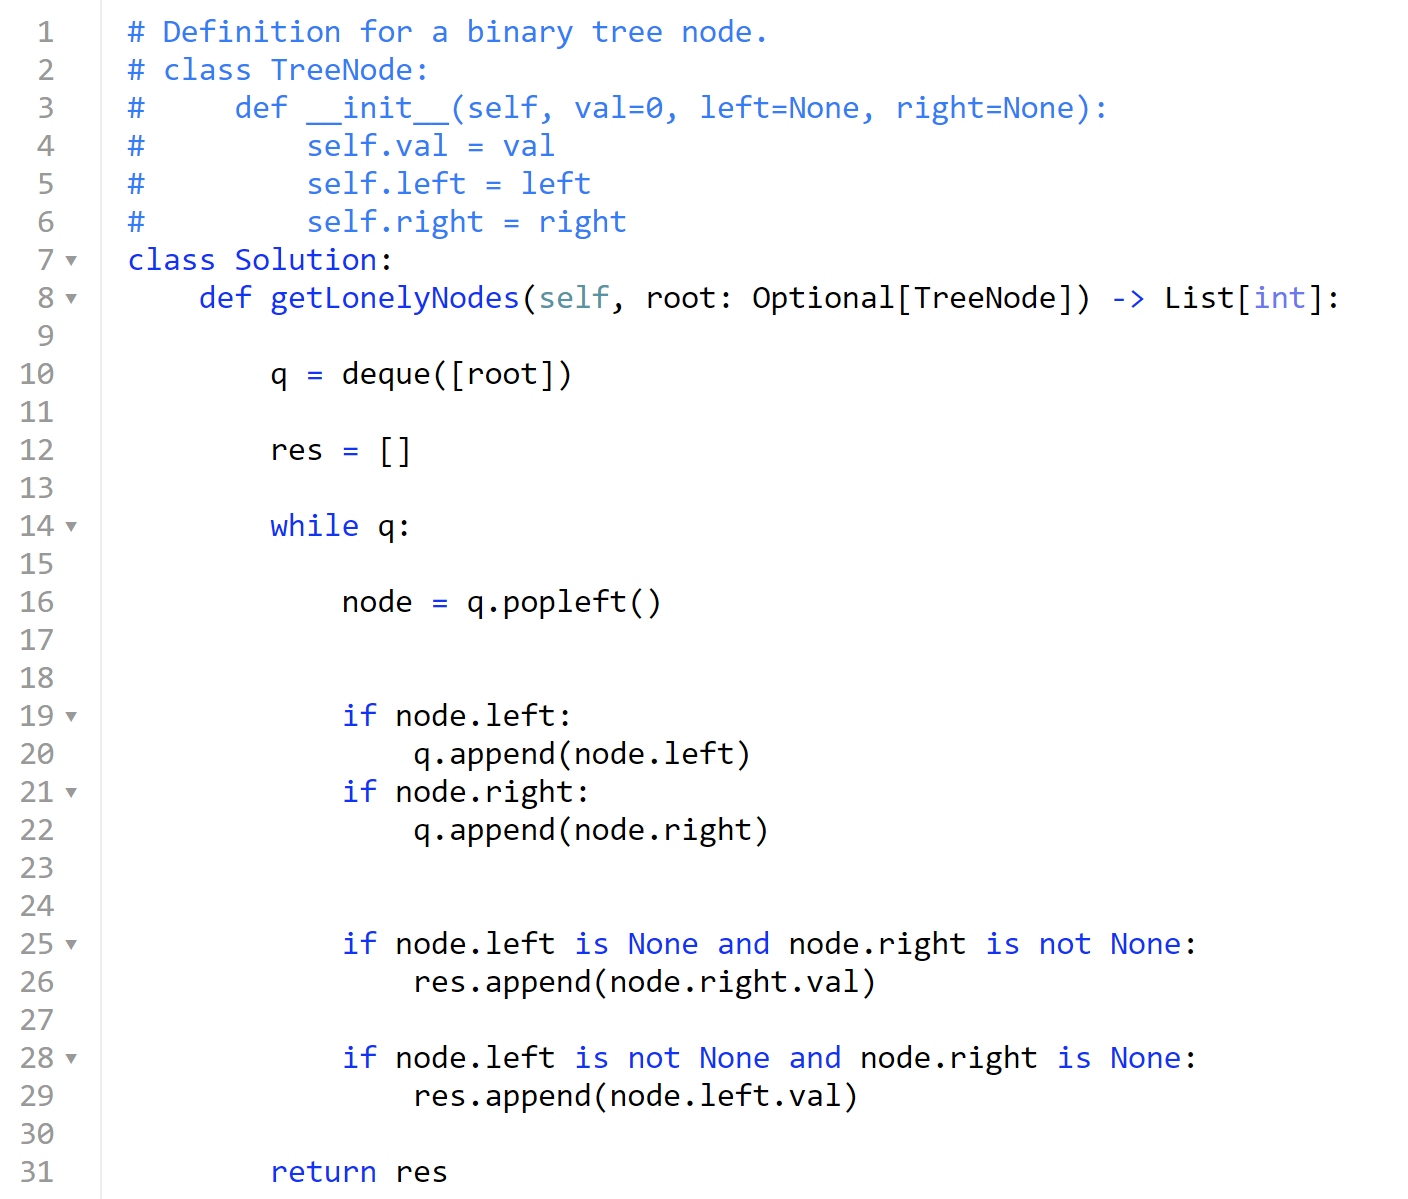 1 # Definition for a binary tree node.
2 # class TreeNode:
3 #     def __init__(self, val=0, left=None, right=None):
4 #         self.val = val
5 #         self.left = left
6 #         self.right = right
7 ▼ class Solution:
8 ▼     def getLonelyNodes(self, root: Optional[TreeNode]) -> List[int]:
9
10         q = deque([root])
11
12         res = []
13
14 ▼         while q:
15
16             node = q.popleft()
17
18
19 ▼             if node.left:
20                 q.append(node.left)
21 ▼             if node.right:
22                 q.append(node.right)
23
24
25 ▼             if node.left is None and node.right is not None:
26                 res.append(node.right.val)
27
28 ▼             if node.left is not None and node.right is None:
29                 res.append(node.left.val)
30
31         return res